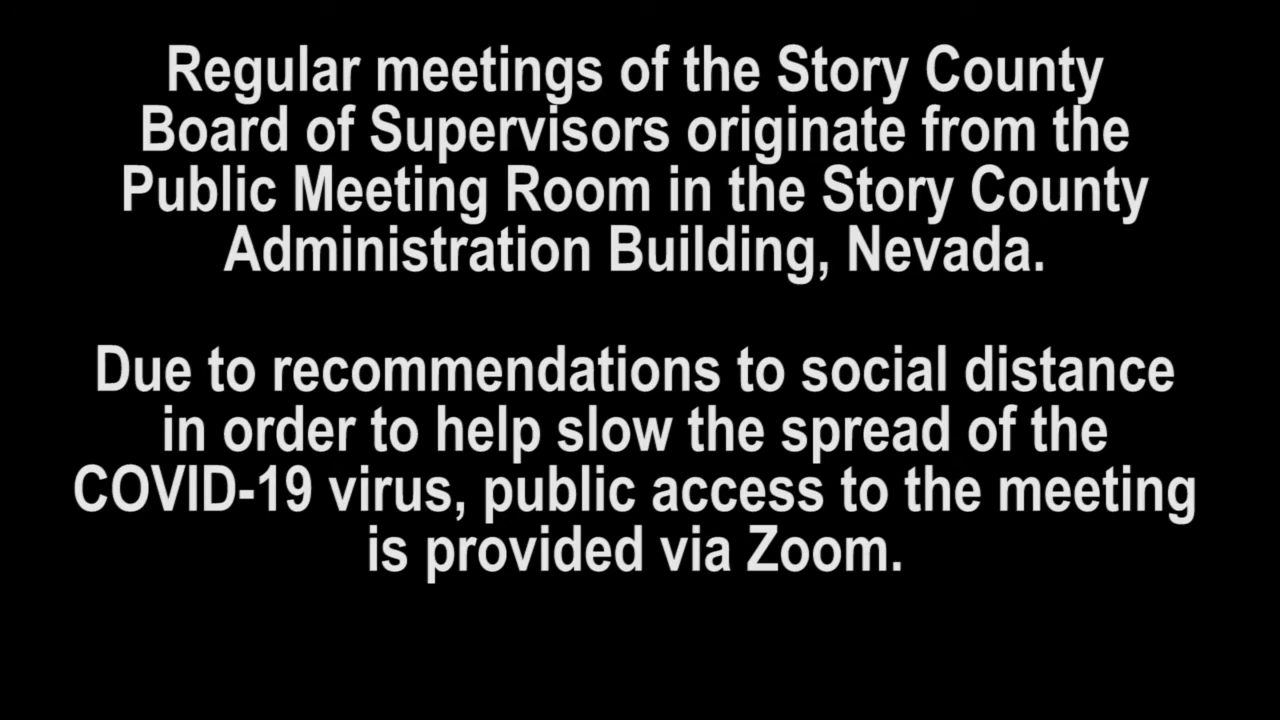 Regular meetings of the Story County
Board of Supervisors originate from the
Public Meeting Room in the Story County
Administration Building, Nevada.
Due to recommendations to social distance
in order to help slow the spread of the
COVID-19 virus, public access to the meeting
is provided via Zoom.